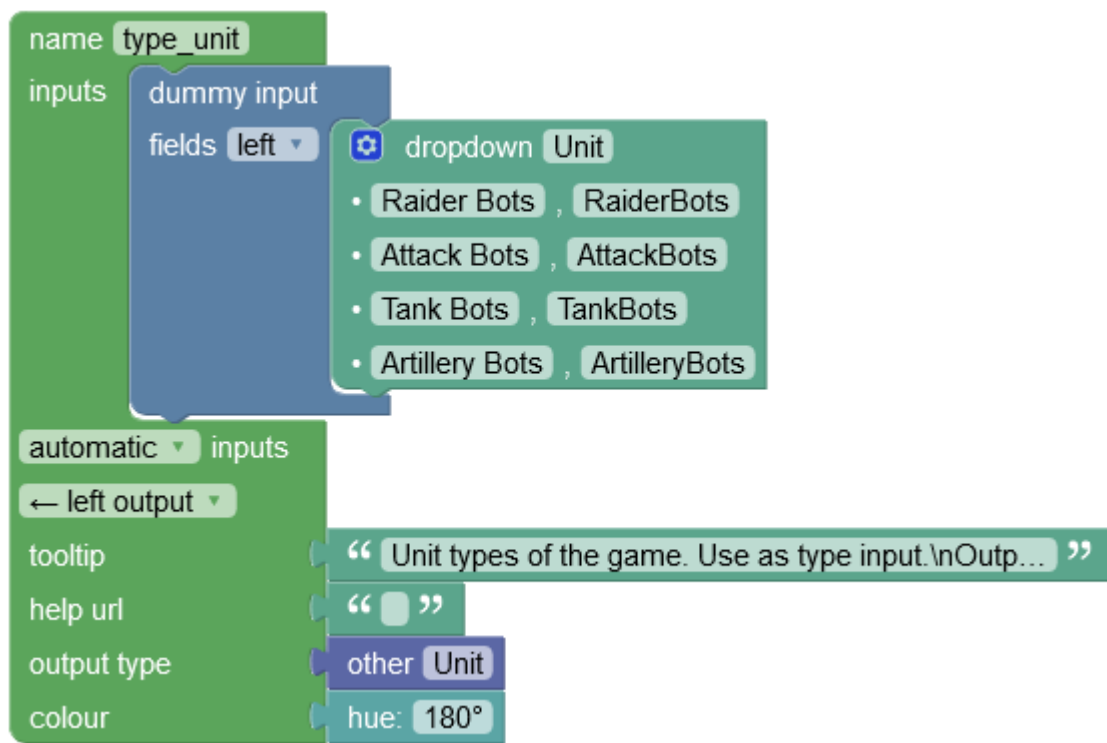 name type_unit
inputs dummy input
fields left dropdown Unit
• Raider Bots , RaiderBots
• Attack Bots , AttackBots
• Tank Bots , TankBots
• Artillery Bots , ArtilleryBots
automatic inputs
← left output
tooltip “ Unit types of the game. Use as type input.\nOutp... ”
help url “ ”
output type other Unit
colour hue: 180°